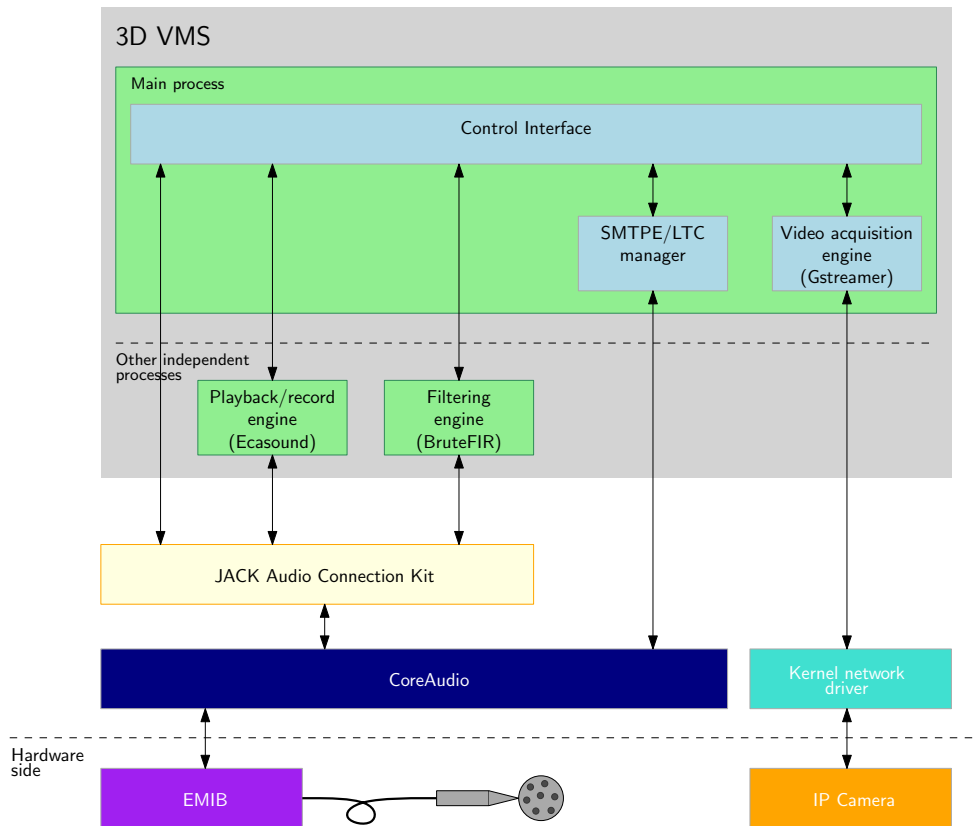 3D VMS
Main process
Control Interface
SMTPE/LTC
manager
Video acquisition
engine
(Gstreamer)
Other independent
processes
Playback/record
engine
(Ecasound)
Filtering
engine
(BruteFIR)
JACK Audio Connection Kit
CoreAudio
Kernel network
driver
Hardware
side
EMIB
IP Camera